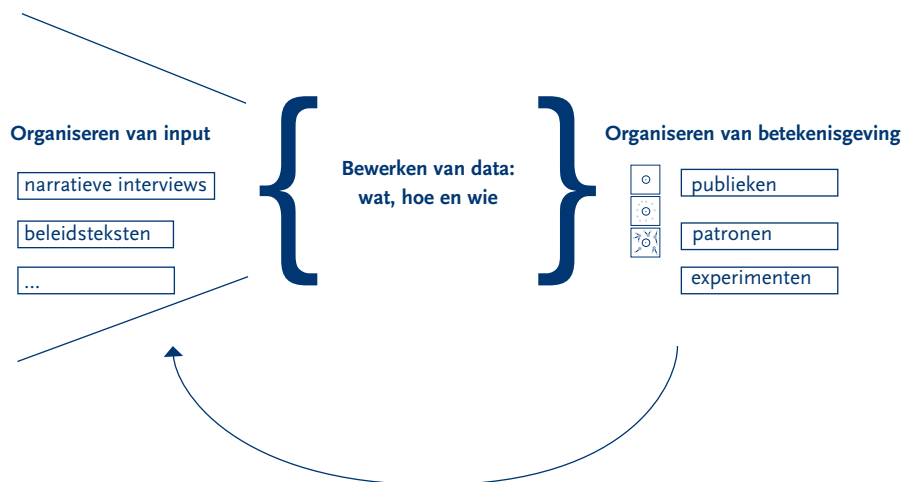 Organiseren van input
narratieve interviews
beleidsteksten
...
Bewerken van data:
wat, hoe en wie
Organiseren van betekenisgeving
publieken
patronen
experimenten